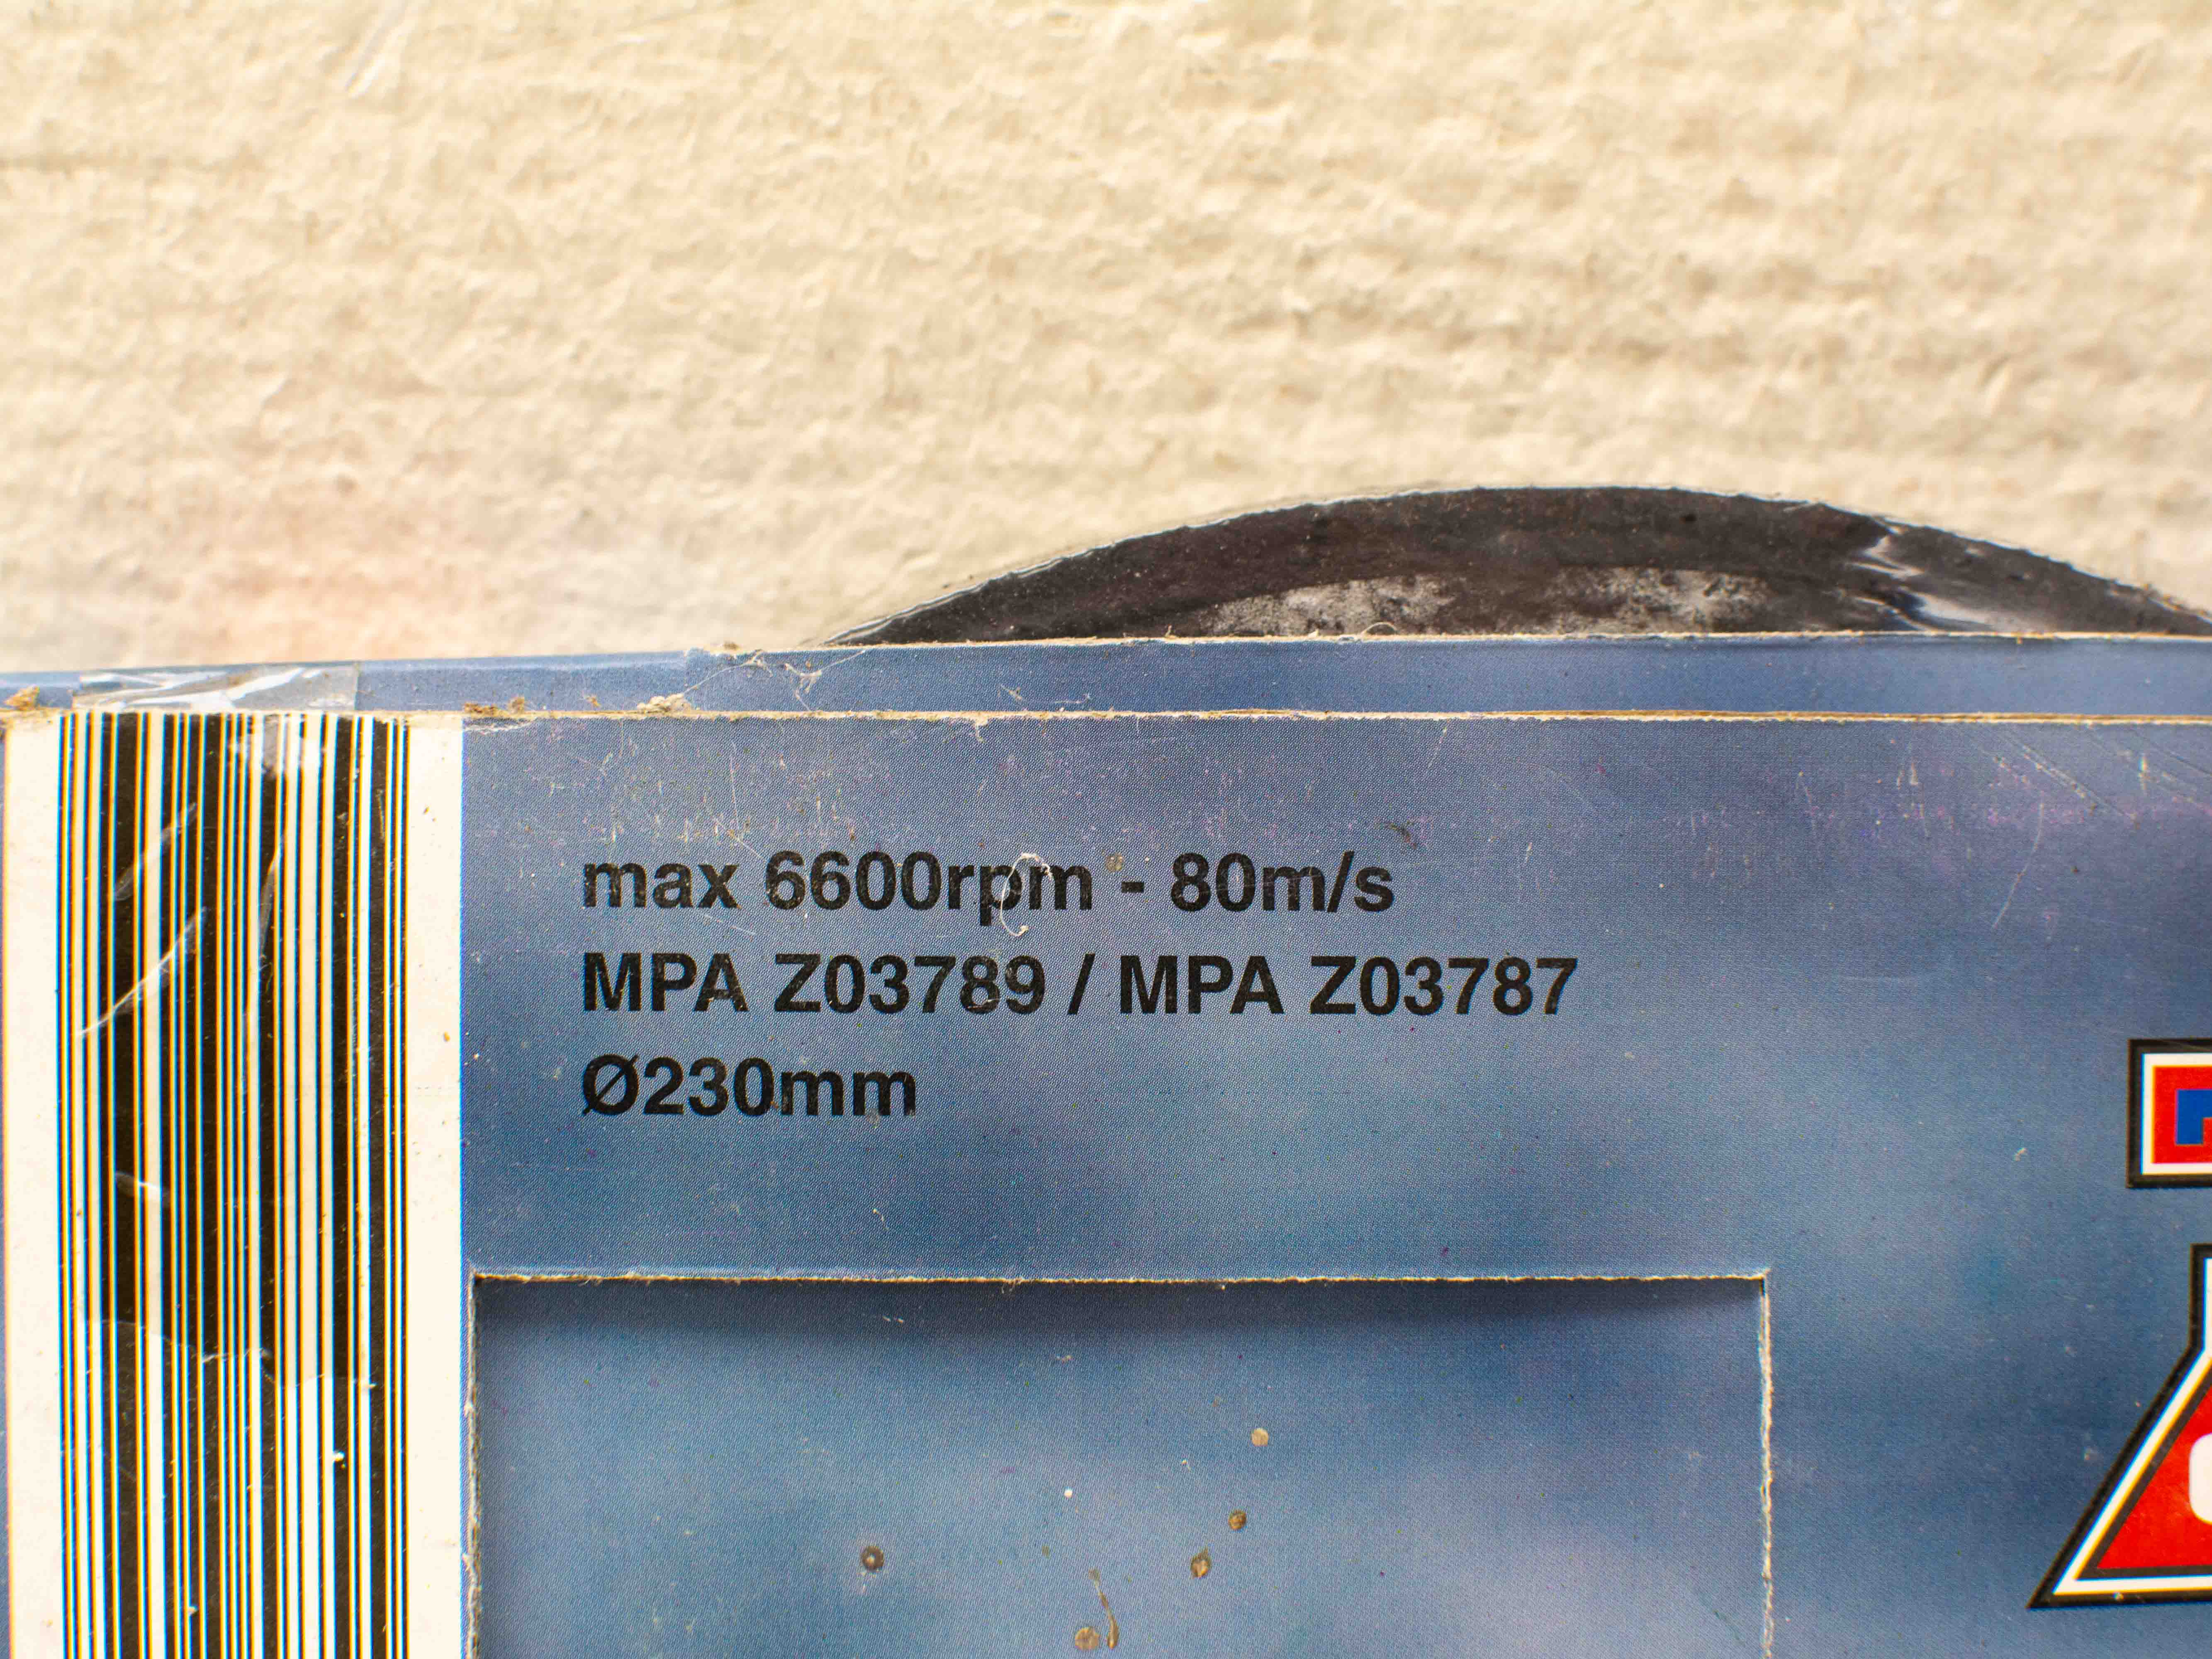 max 6600rpm - 80m/s
MPA Z03789 / MPA Z03787
Ø230mm